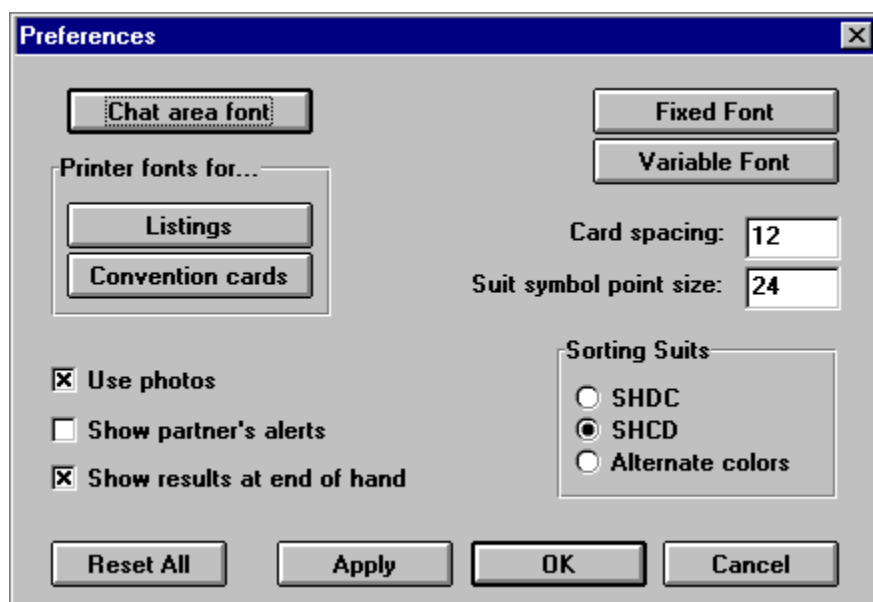 Preferences
Chat area font
Fixed Font
Variable Font
Printer fonts for...
Listings
Convention cards
Card spacing: 12
Suit symbol point size: 24
Use photos
Show partner's alerts
Show results at end of hand
Sorting Suits
SHDC
SHCD
Alternate colors
Reset All
Apply
OK
Cancel